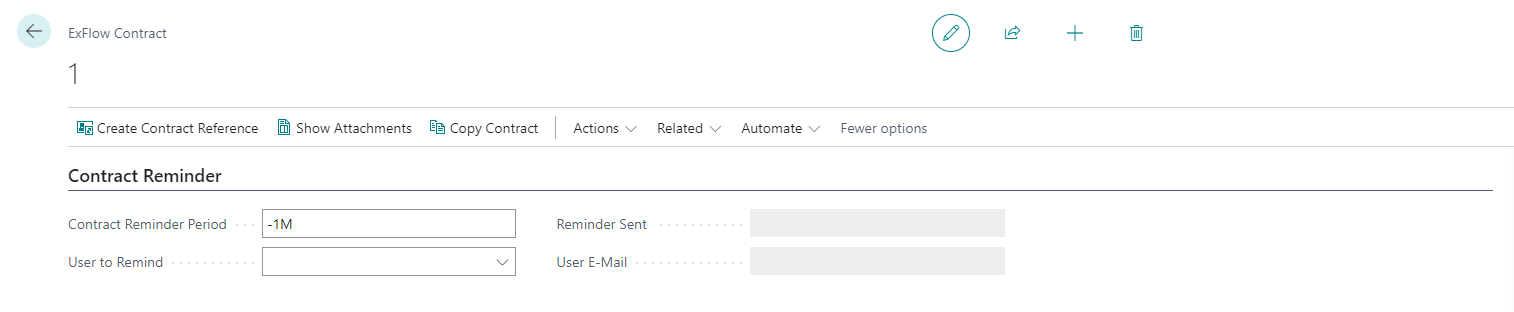 ExFlow Contract
1
Create Contract Reference Show Attachments Copy Contract Actions Related Automate Fewer options
Contract Reminder
Contract Reminder Period -1M Reminder Sent
User to Remind User E-Mail